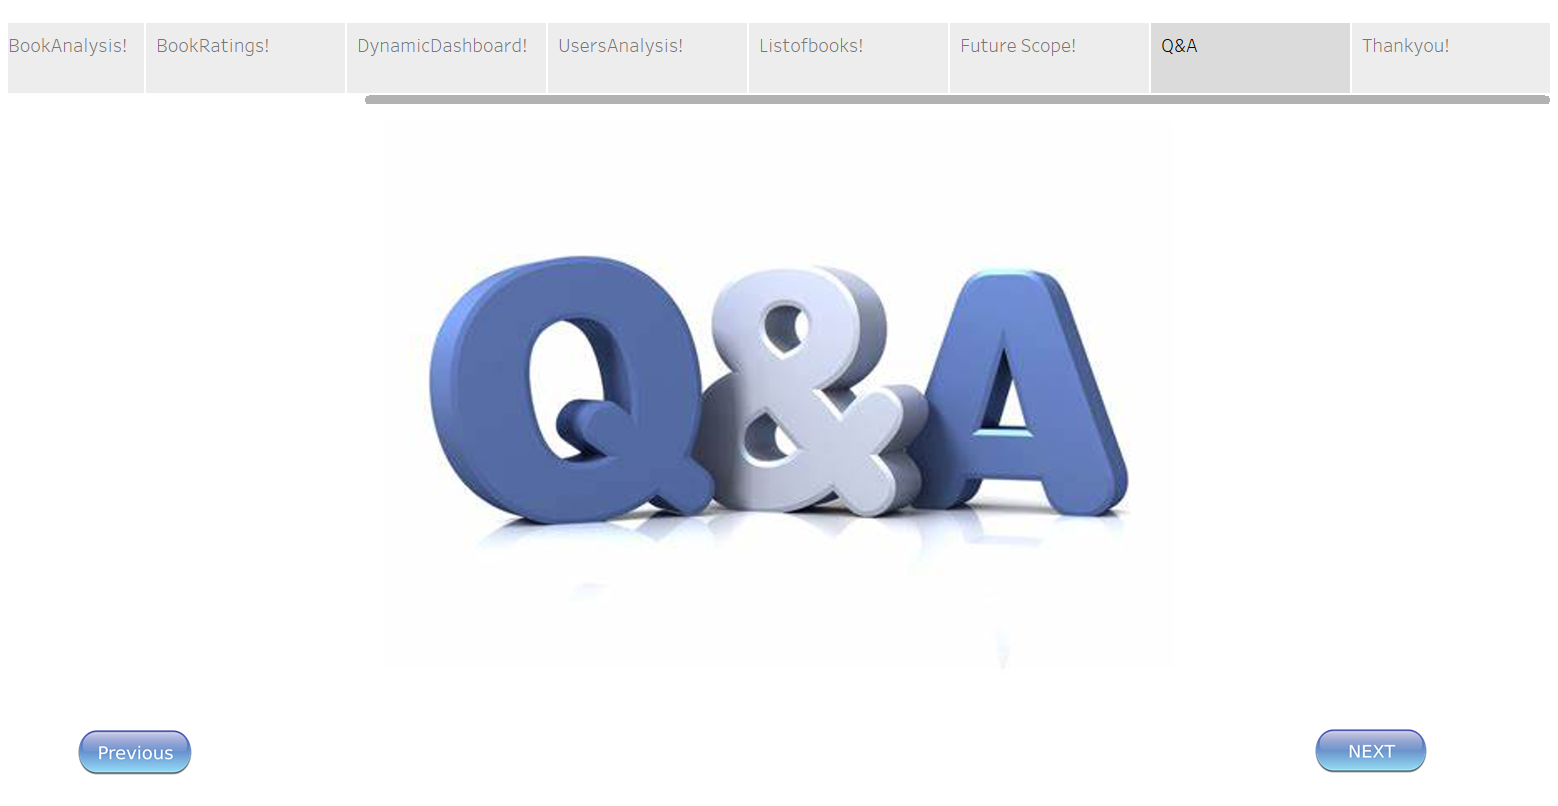 BookAnalysis!
BookRatings!
DynamicDashboard!
UsersAnalysis!
Listofbooks!
Future Scope!
Q&A
Thankyou!
Q&A
Previous
NEXT